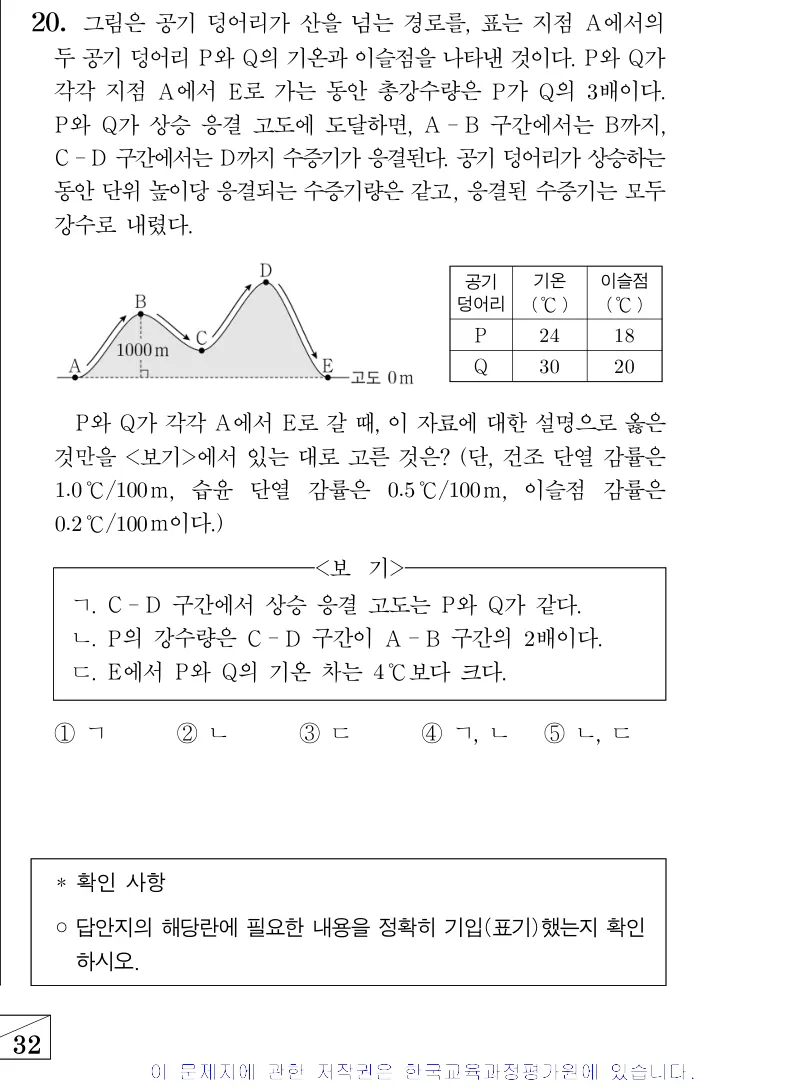 20. 그림은 공기 덩어리가 산을 넘는 경로를, 표는 지점 A에서의
두 공기 덩어리 P와 Q의 기온과 이슬점을 나타낸 것이다. P와 Q가
각각 지점 A에서 E로 가는 동안 총강수량은 P가 Q의 3배이다.
P와 Q가 상승 응결 고도에 도달하면, A-B 구간에서는 B까지,
C-D 구간에서는 D까지 수증기가 응결된다. 공기 덩어리가 상승하는
동안 단위 높이당 응결되는 수증기량은 같고, 응결된 수증기는 모두
강수로 내렸다.
D
B
C
1000m
A
E
고도 0m
공기 덩어리 기온 (℃) 이슬점 (℃)
P 24 18
Q 30 20
P와 Q가 각각 A에서 E로 갈 때, 이 자료에 대한 설명으로 옳은
것만을 <보기>에서 있는 대로 고른 것은? (단, 건조 단열 감률은
1.0℃/100m, 습윤 단열 감률은 0.5℃/100m, 이슬점 감률은
0.2℃/100m이다.)
<보 기>
ㄱ. C-D 구간에서 상승 응결 고도는 P와 Q가 같다.
ㄴ. P의 강수량은 C-D 구간이 A-B 구간의 2배이다.
ㄷ. E에서 P와 Q의 기온 차는 4℃보다 크다.
① ㄱ ② ㄴ ③ ㄷ ④ ㄱ, ㄴ ⑤ ㄴ, ㄷ
* 확인 사항
○ 답안지의 해당란에 필요한 내용을 정확히 기입(표기)했는지 확인
하시오.
32
이 문제지에 관한 저작권은 한국교육과정평가원에 있습니다.